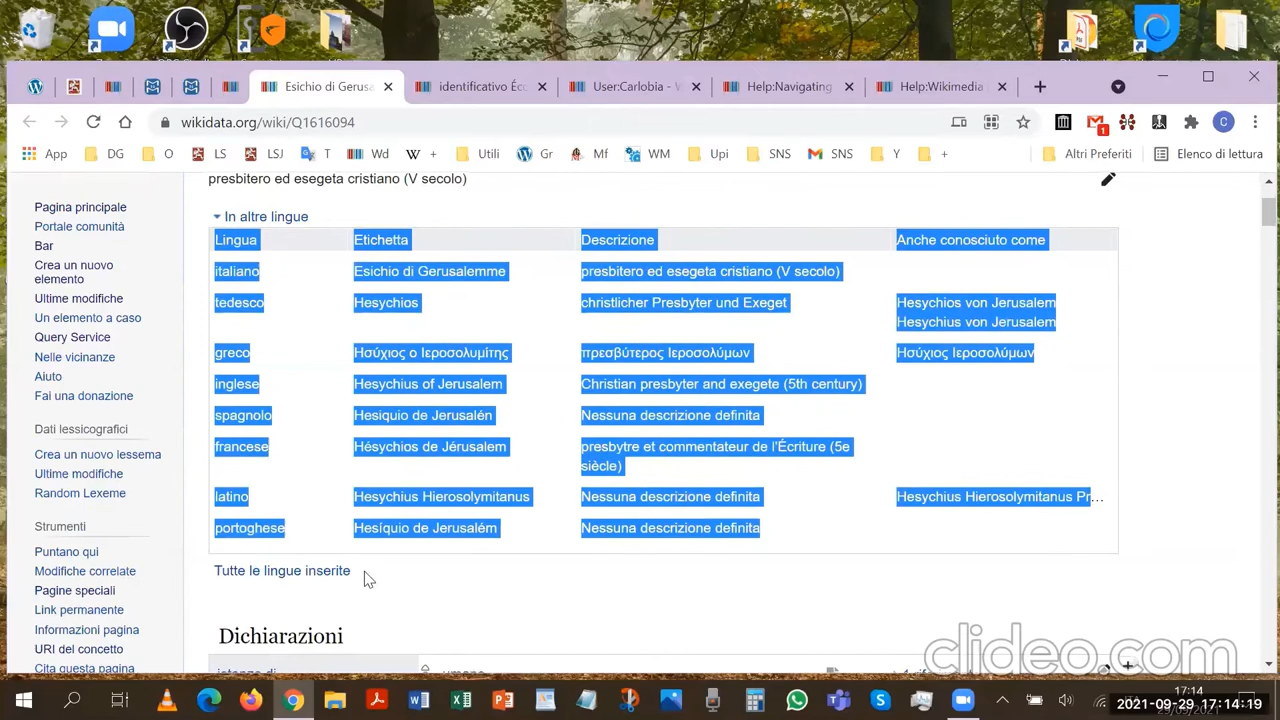 Esichio di Gerusa
identificativo Éco
User:Carlobia - W
Help:Navigating
Help:Wikimedia
wikidata.org/wiki/Q1616094
App DG O LS LSJ T Wd + Utili Gr Mf WM Upi SNS SNS Y + Altri Preferiti Elenco di lettura
Pagina principale
Portale comunità
Bar
Crea un nuovo
elemento
Ultime modifiche
Un elemento a caso
Query Service
Nelle vicinanze
Aiuto
Fai una donazione
Dati lessicografici
Crea un nuovo lessema
Ultime modifiche
Random Lexeme
Strumenti
Puntano qui
Modifiche correlate
Pagine speciali
Link permanente
Informazioni pagina
URI del concetto
Cita questa pagina
presbitero ed esegeta cristiano (V secolo)
In altre lingue
Lingua Etichetta Descrizione Anche conosciuto come
italiano Esichio di Gerusalemme presbitero ed esegeta cristiano (V secolo)
tedesco Hesychios christlicher Presbyter und Exeget Hesychios von Jerusalem
Hesychius von Jerusalem
greco Ησύχιος ο Ιεροσολυμίτης πρεσβύτερος Ιεροσολύμων Ησύχιος Ιεροσολύμων
inglese Hesychius of Jerusalem Christian presbyter and exegete (5th century)
spagnolo Hesiquio de Jerusalén Nessuna descrizione definita
francese Hésychios de Jérusalem presbytre et commentateur de l'Écriture (5e
siècle)
latino Hesychius Hierosolymitanus Nessuna descrizione definita Hesychius Hierosolymitanus Pr...
portoghese Hesíquio de Jerusalém Nessuna descrizione definita
Tutte le lingue inserite
Dichiarazioni
istanza di umano
clideo.com
17:14
2021-09-29 17:14:19